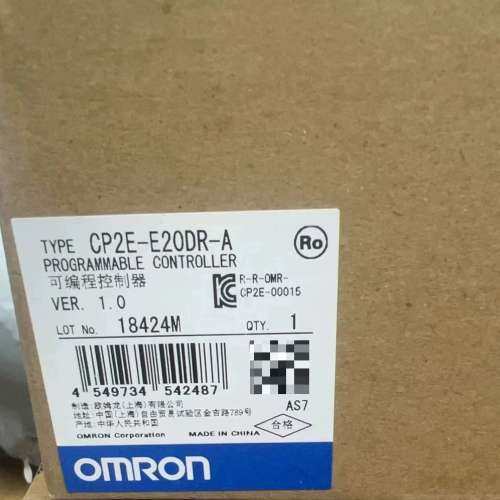 TYPE CP2E-E20DR-A
Ro
PROGRAMMABLE CONTROLLER
可编程控制器
R-R-OMR-
CP2E-00015
VER. 1.0
LOT No. 18424M QTY. 1
4 549734 542487
AS7
制造:欧姆龙(上海)有限公司
地址:中国(上海)自由贸易试验区金吉路789号
产地:中华人民共和国
合格
OMRON Corporation MADE IN CHINA
OMRON